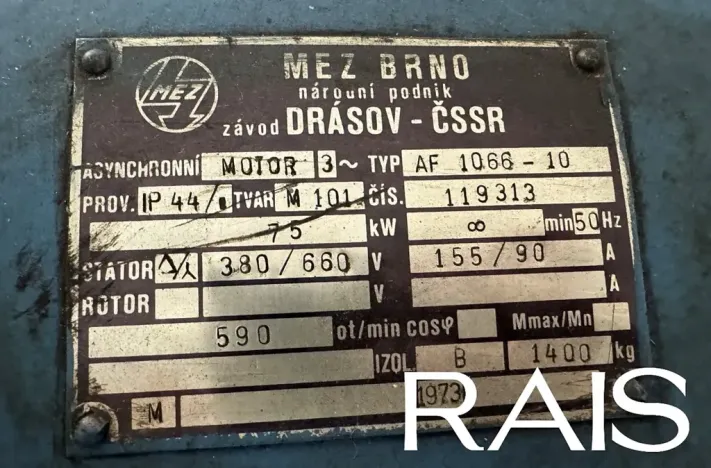 MEZ
MEZ BRNO
národní podnik
závod DRÁSOV - ČSSR
ASYNCHRONNÍ MOTOR 3~ TYP AF 1066-10
PROV. IP 44/ TVAR M 101 ČÍS. 119313
75 kW ∞ min 50 Hz
STATOR Δ/Y 380/660 V 155/90 A
ROTOR V A
590 ot/min cosφ Mmax/Mn
IZOL. B 1400 kg
M 1973
RAIS